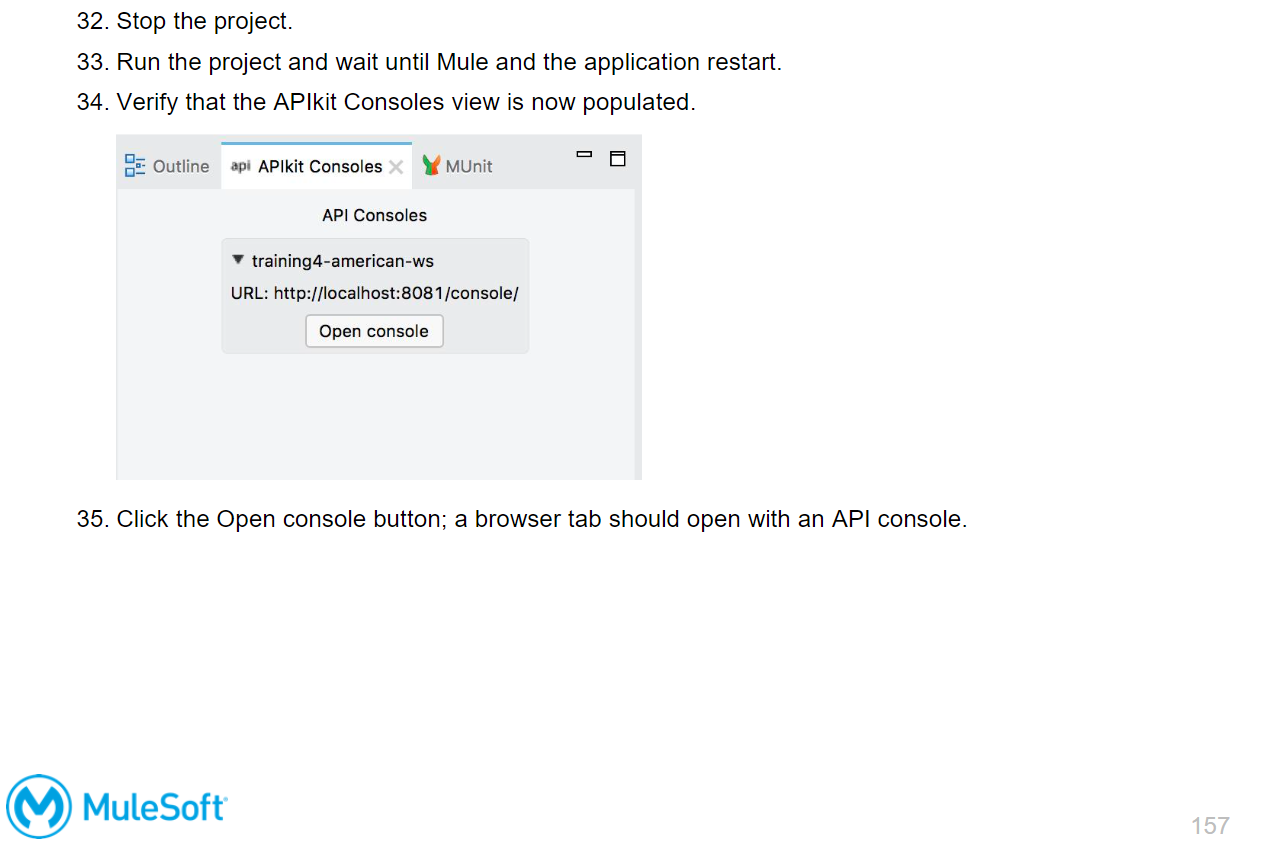 32. Stop the project.
33. Run the project and wait until Mule and the application restart.
34. Verify that the APIkit Consoles view is now populated.
Outline api APIkit Consoles MUnit
API Consoles
training4-american-ws
URL: http://localhost:8081/console/
Open console
35. Click the Open console button; a browser tab should open with an API console.
MuleSoft
157